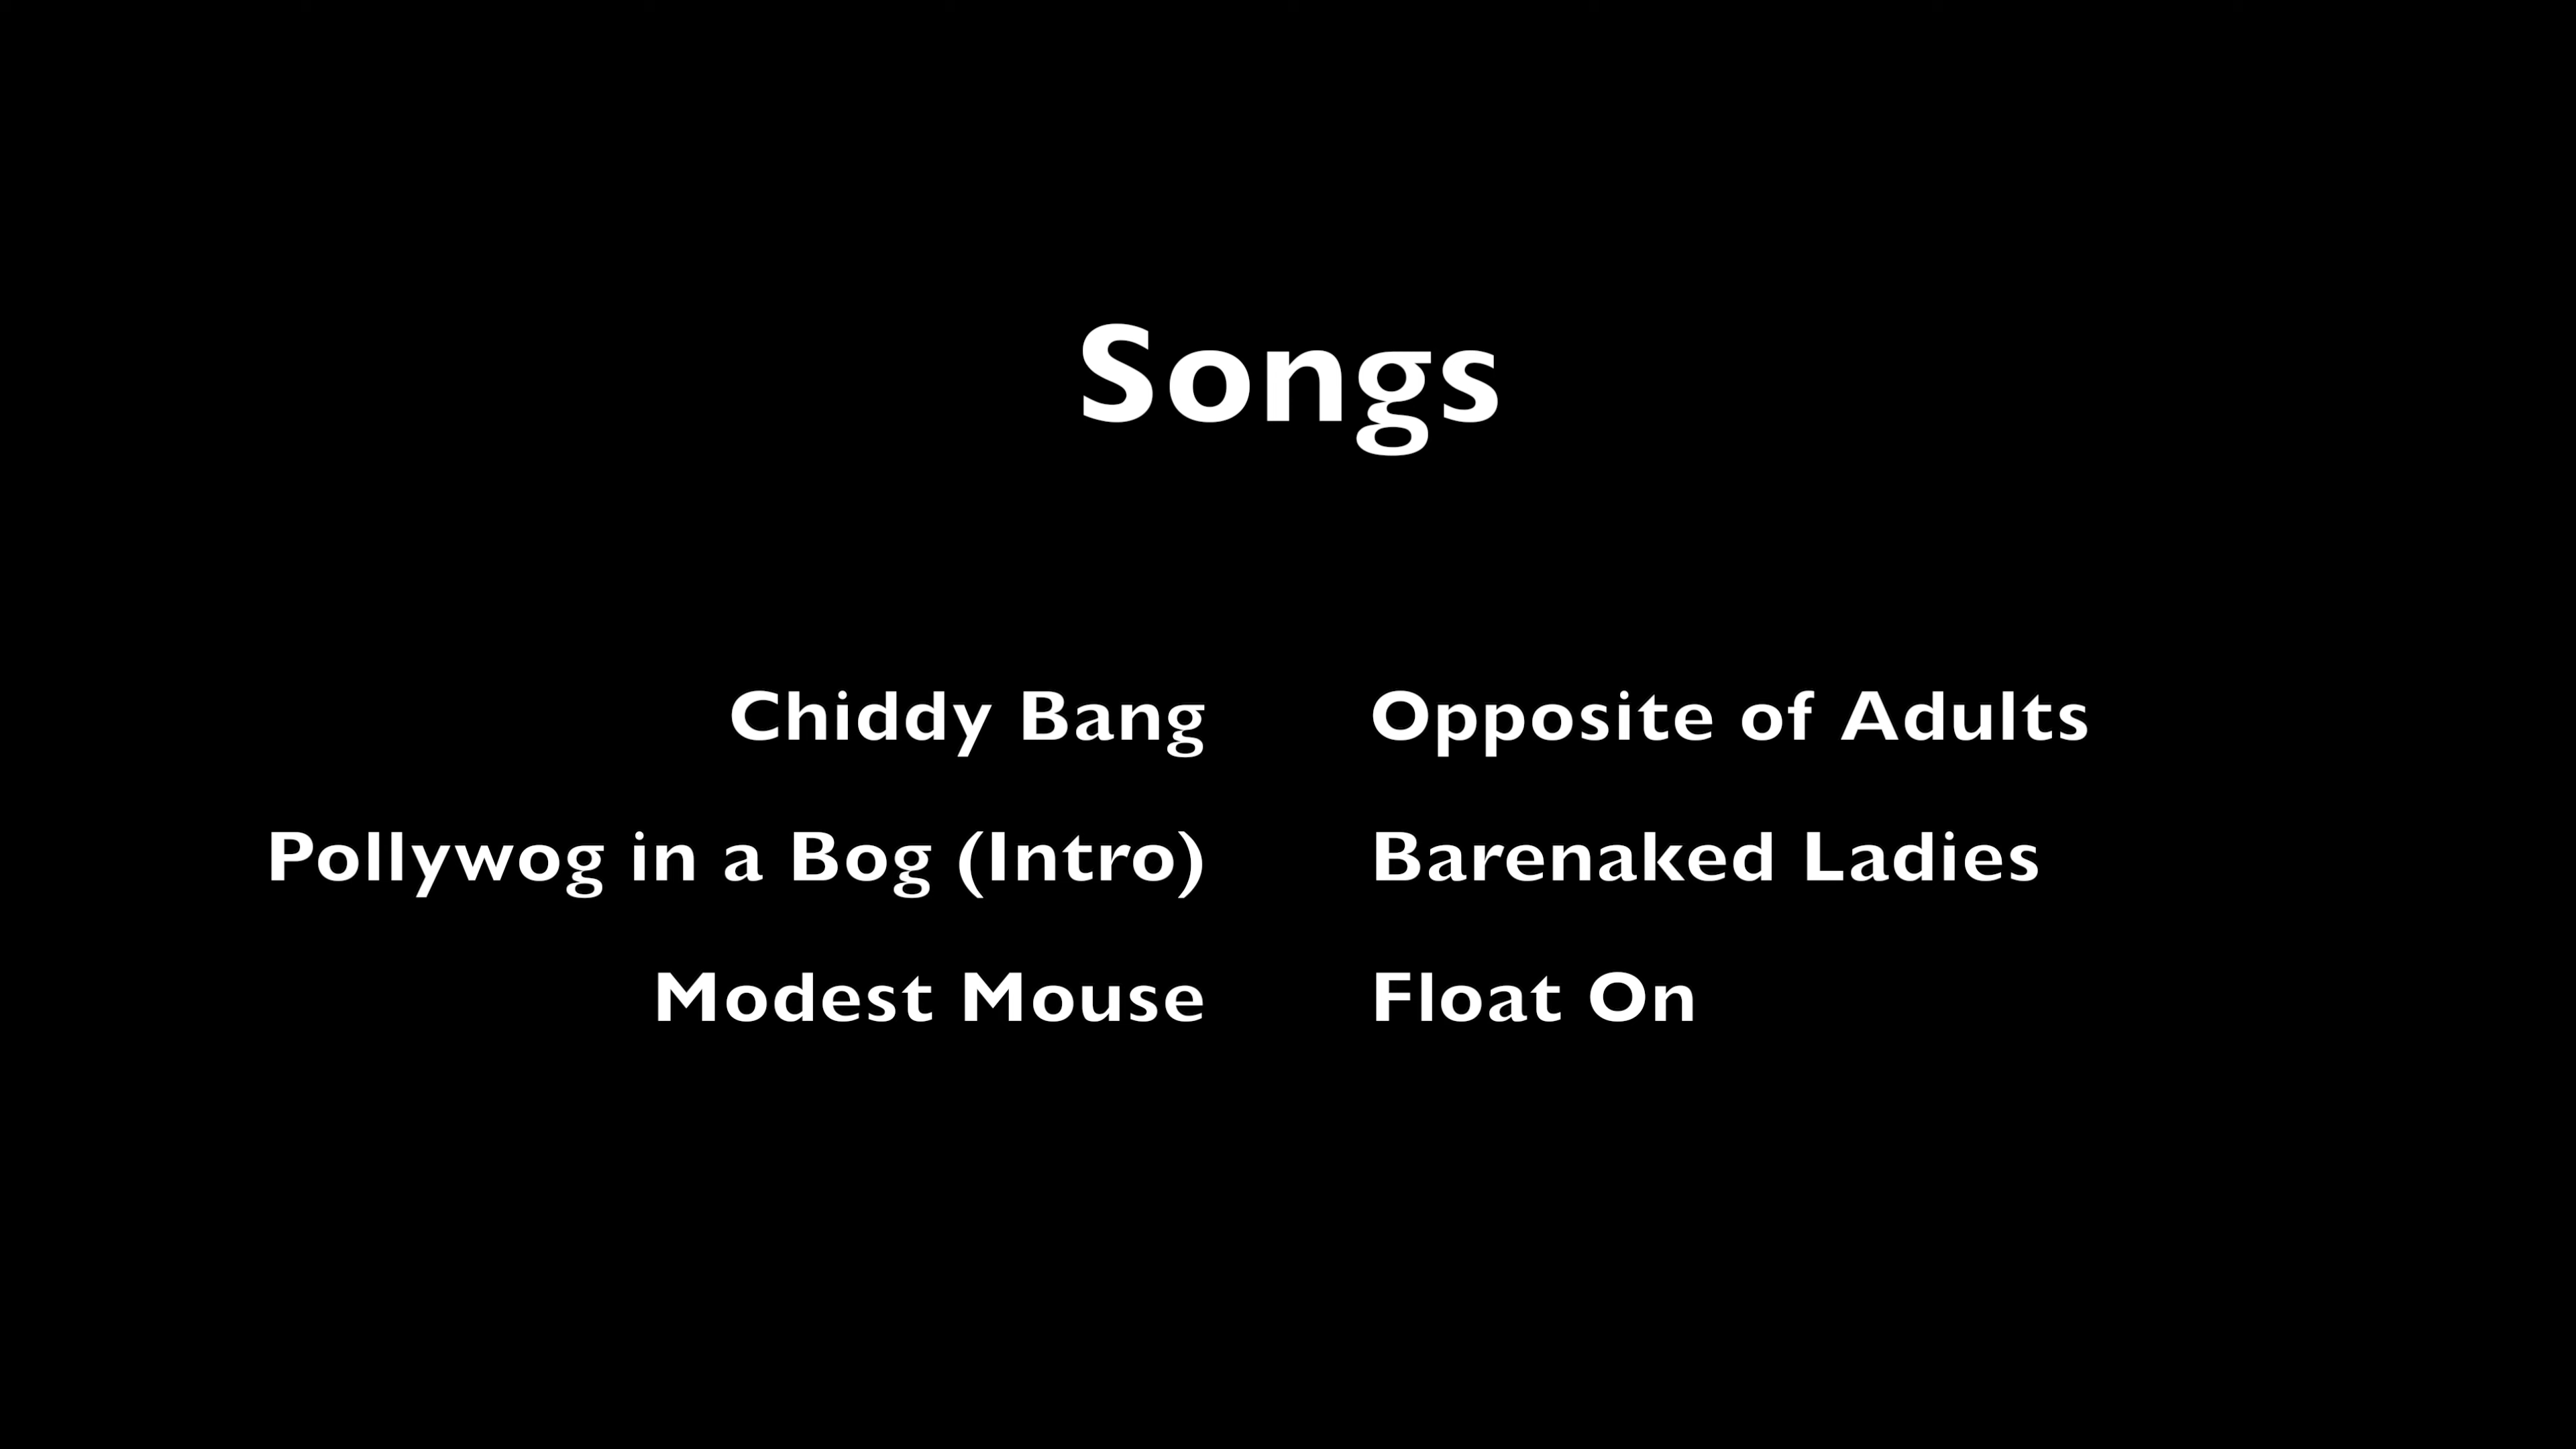 Songs
Chiddy Bang Opposite of Adults
Pollywog in a Bog (Intro) Barenaked Ladies
Modest Mouse Float On